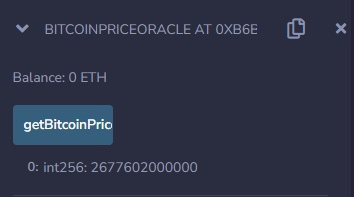 BITCOINPRICEORACLE AT 0XB6E
Balance: 0 ETH
getBitcoinPric
0: int256: 2677602000000